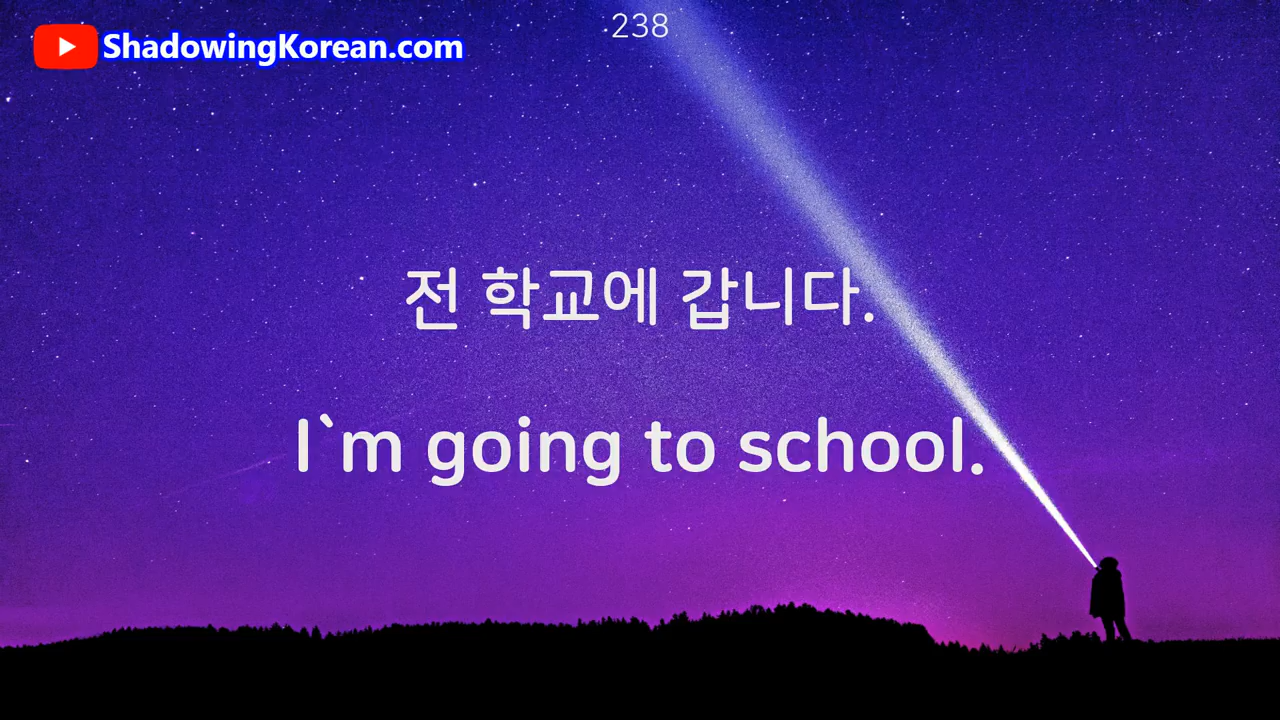 238
ShadowingKorean.com
전 학교에 갑니다.
I`m going to school.